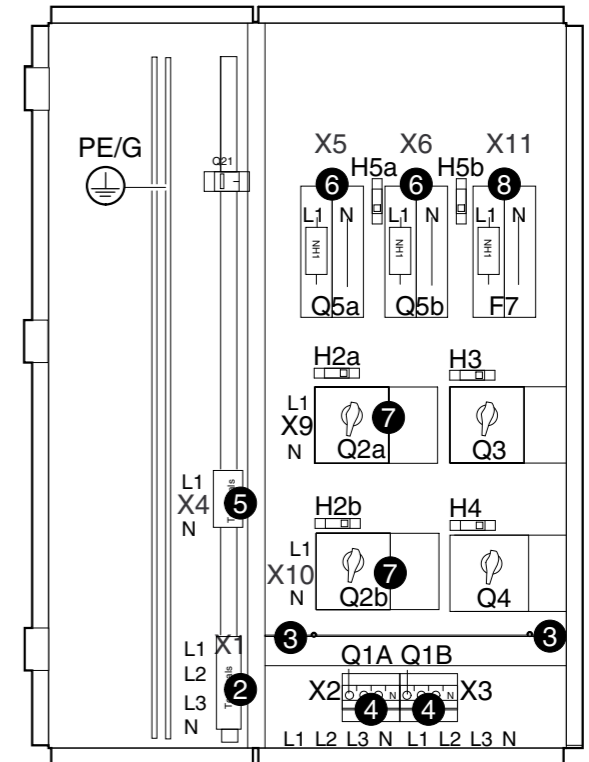 X5 X6 X11
PE/G
Q21
H5a H5b
6 6 8
L1 N L1 N L1 N
NH1 NH1 NH1
Q5a Q5b F7
H2a H3
L1
X9 7
N Q2a Q3
L1
X4 5
N
H2b H4
L1
X10 7
N Q2b Q4
3 3
L1 X1
Q1A Q1B
L2 2
X2 N N X3
L3
4 4
N
L1 L2 L3 N L1 L2 L3 N